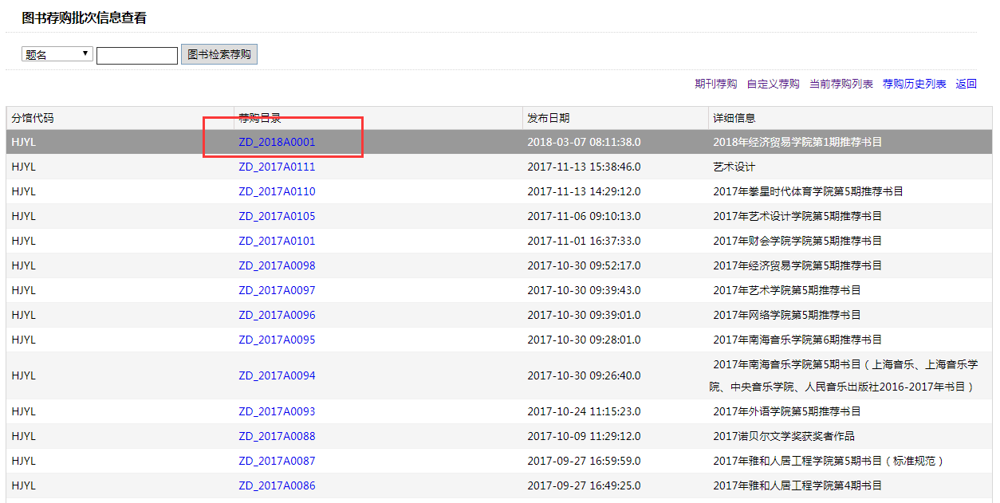 图书荐购批次信息查看
题名 图书检索荐购
期刊荐购 自定义荐购 当前荐购列表 荐购历史列表 返回
分馆代码 荐购目录 发布日期 详细信息
HJYL ZD_2018A0001 2018-03-07 08:11:38.0 2018年经济贸易学院第1期推荐书目
HJYL ZD_2017A0111 2017-11-13 15:38:46.0 艺术设计
HJYL ZD_2017A0110 2017-11-13 14:29:12.0 2017年拳星时代体育学院第5期推荐书目
HJYL ZD_2017A0105 2017-11-06 09:10:13.0 2017年艺术设计学院第5期推荐书目
HJYL ZD_2017A0101 2017-11-01 16:37:33.0 2017年财会学院学院第5期推荐书目
HJYL ZD_2017A0098 2017-10-30 09:52:17.0 2017年经济贸易学院第5期推荐书目
HJYL ZD_2017A0097 2017-10-30 09:39:43.0 2017年艺术学院第5期推荐书目
HJYL ZD_2017A0096 2017-10-30 09:39:01.0 2017年网络学院第5期推荐书目
HJYL ZD_2017A0095 2017-10-30 09:28:01.0 2017年南海音乐学院第6期推荐书目
HJYL ZD_2017A0094 2017-10-30 09:26:40.0 2017年南海音乐学院第5期书目（上海音乐、上海音乐学
院、中央音乐学院、人民音乐出版社2016-2017年书目）
HJYL ZD_2017A0093 2017-10-24 11:15:23.0 2017年外语学院第5期推荐书目
HJYL ZD_2017A0088 2017-10-09 11:29:12.0 2017诺贝尔文学奖获奖者作品
HJYL ZD_2017A0087 2017-09-27 16:59:59.0 2017年雅和人居工程学院第5期书目（标准规范）
HJYL ZD_2017A0086 2017-09-27 16:49:25.0 2017年雅和人居工程学院第4期书目